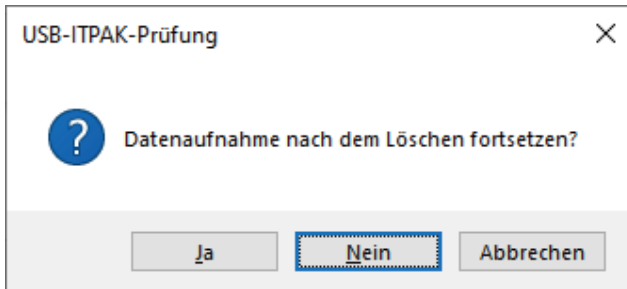 USB-ITPAK-Prüfung
?
Datenaufnahme nach dem Löschen fortsetzen?
Ja
Nein
Abbrechen